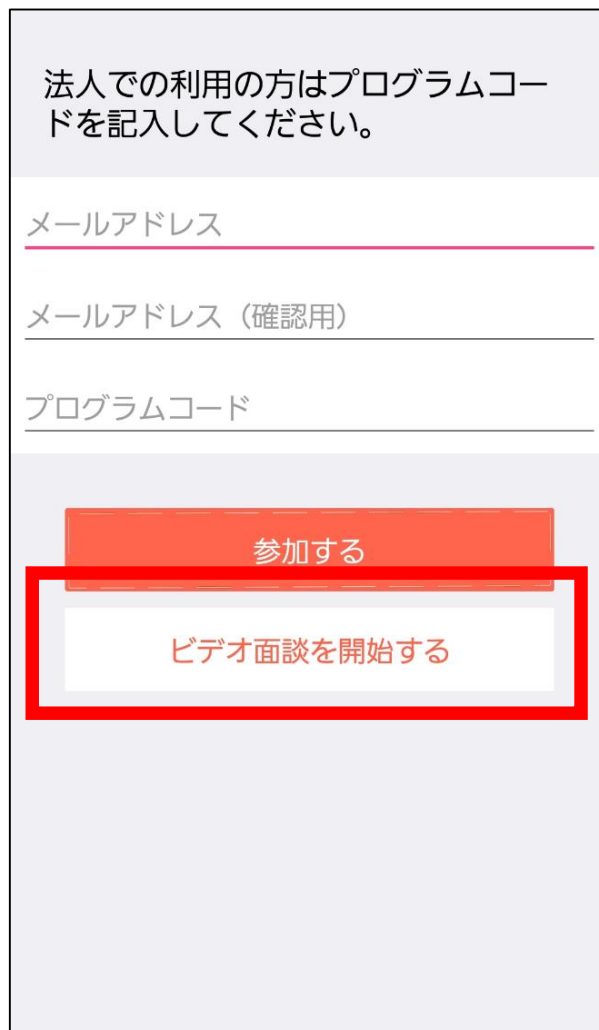 法人での利用の方はプログラムコー
ドを記入してください。
メールアドレス
メールアドレス（確認用）
プログラムコード
参加する
ビデオ面談を開始する